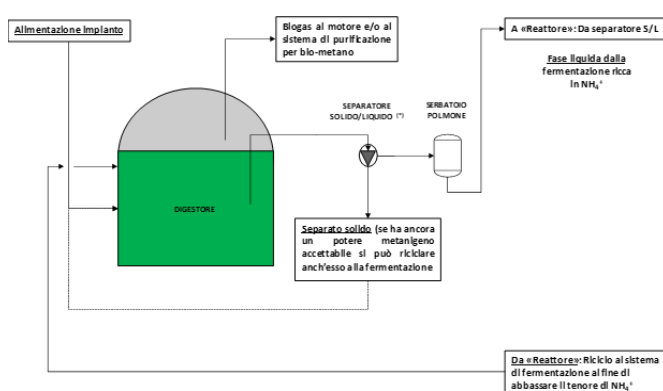 Alimentazione impianto
Biogas al motore e/o al
sistema di purificazione
per bio-metano
A «Reattore»: Da separatore S/L
Fase liquida dalla
fermentazione ricca
in NH₄⁺
SEPARATORE
SOLIDO/LIQUIDO (*)
SERBATOIO
POLMONE
DIGESTORE
Separato solido (se ha ancora
un potere metanigeno
accettabile si può riciclare
anch'esso alla fermentazione
Da «Reattore»: Riciclo al sistema
di fermentazione al fine di
abbassare il tenore di NH₄⁺